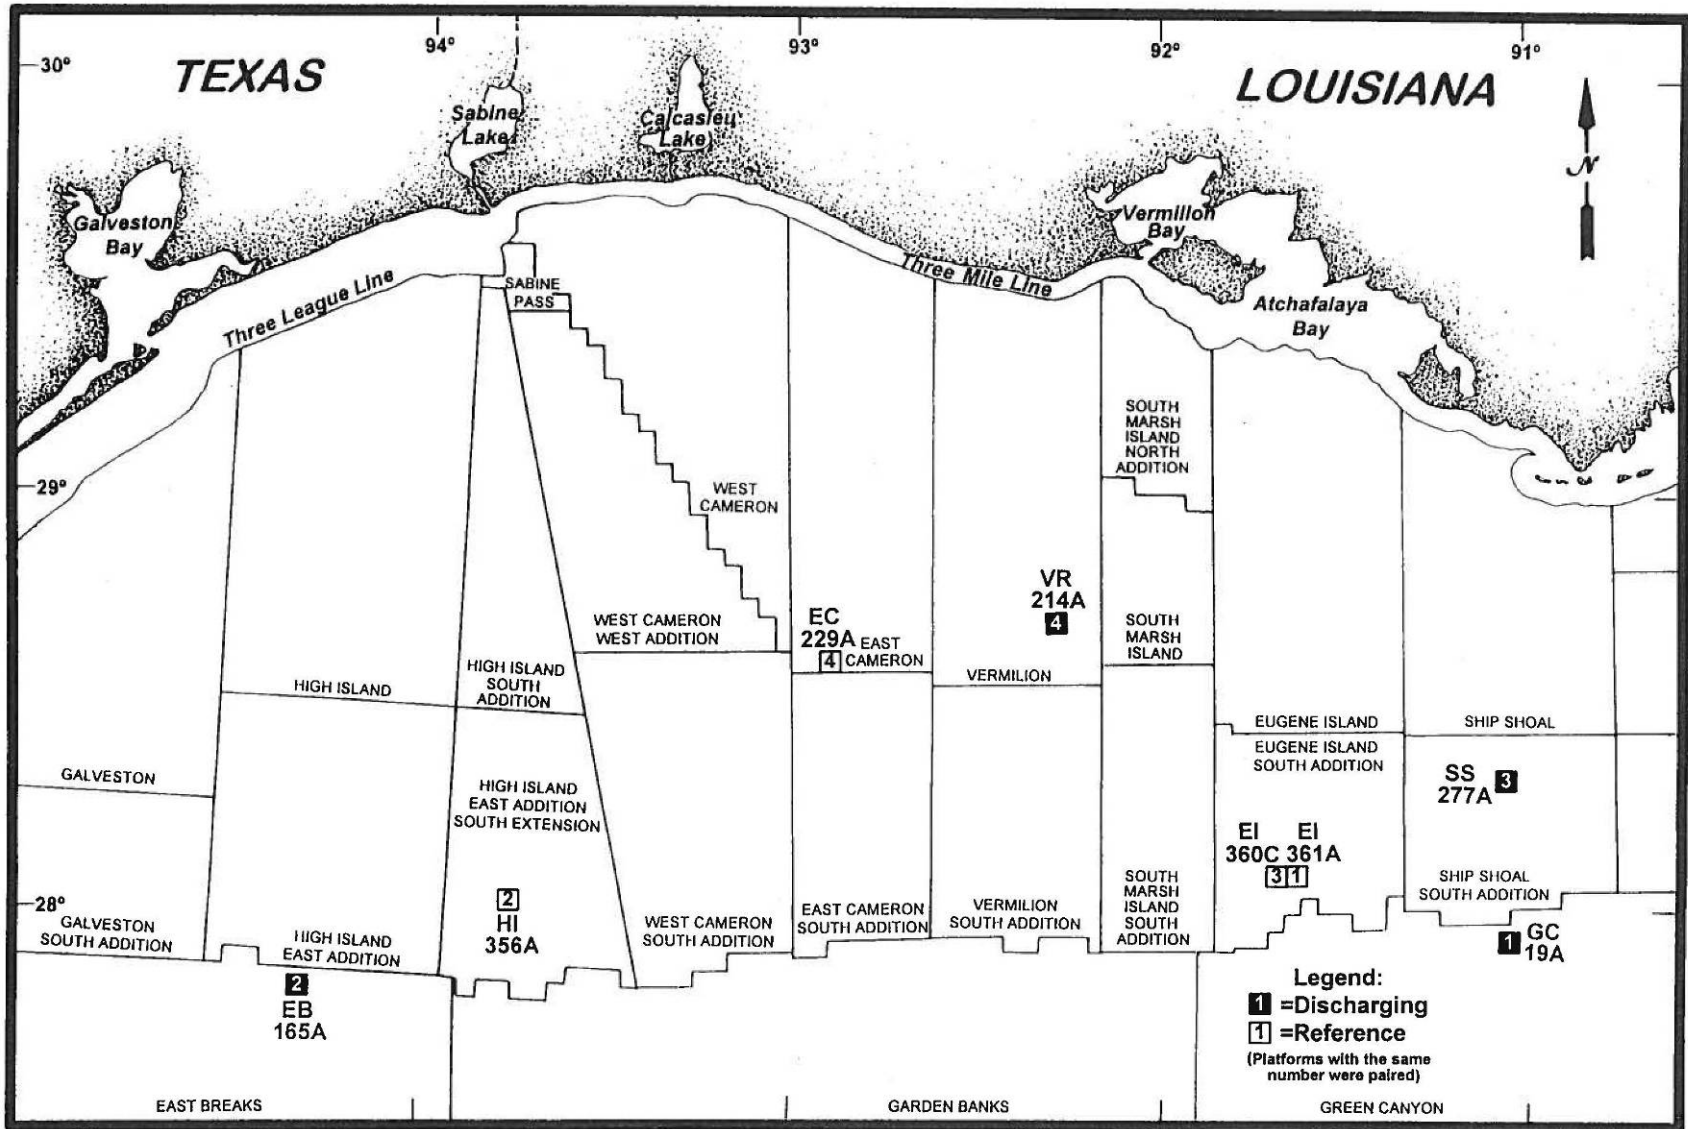 94°
93°
92°
91°
30°
TEXAS
LOUISIANA
Sabine
Lake
Calcasieu
Lake
N
Galveston
Bay
Vermilion
Bay
Three League Line
Three Mile Line
SABINE
PASS
Atchafalaya
Bay
29°
SOUTH
MARSH
ISLAND
NORTH
ADDITION
WEST
CAMERON
VR
214A
4
EC
229A
4
EAST
CAMERON
WEST CAMERON
WEST ADDITION
SOUTH
MARSH
ISLAND
HIGH ISLAND
HIGH ISLAND
SOUTH
ADDITION
VERMILION
EUGENE ISLAND
SHIP SHOAL
EUGENE ISLAND
SOUTH ADDITION
GALVESTON
HIGH ISLAND
EAST ADDITION
SOUTH EXTENSION
SS
277A
3
EI
360C
3
EI
361A
1
SHIP SHOAL
SOUTH ADDITION
28°
GALVESTON
SOUTH ADDITION
HIGH ISLAND
EAST ADDITION
2
HI
356A
WEST CAMERON
SOUTH ADDITION
EAST CAMERON
SOUTH ADDITION
VERMILION
SOUTH ADDITION
SOUTH
MARSH
ISLAND
SOUTH
ADDITION
1
GC
19A
2
EB
165A
Legend:
1 =Discharging
1 =Reference
(Platforms with the same
number were paired)
EAST BREAKS
GARDEN BANKS
GREEN CANYON